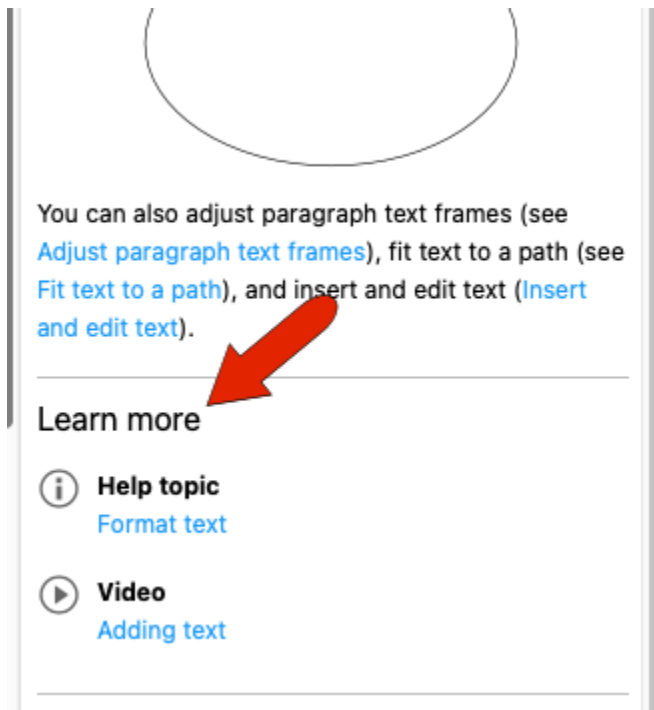 You can also adjust paragraph text frames (see
Adjust paragraph text frames), fit text to a path (see
Fit text to a path), and insert and edit text (Insert
and edit text).
Learn more
Help topic
Format text
Video
Adding text